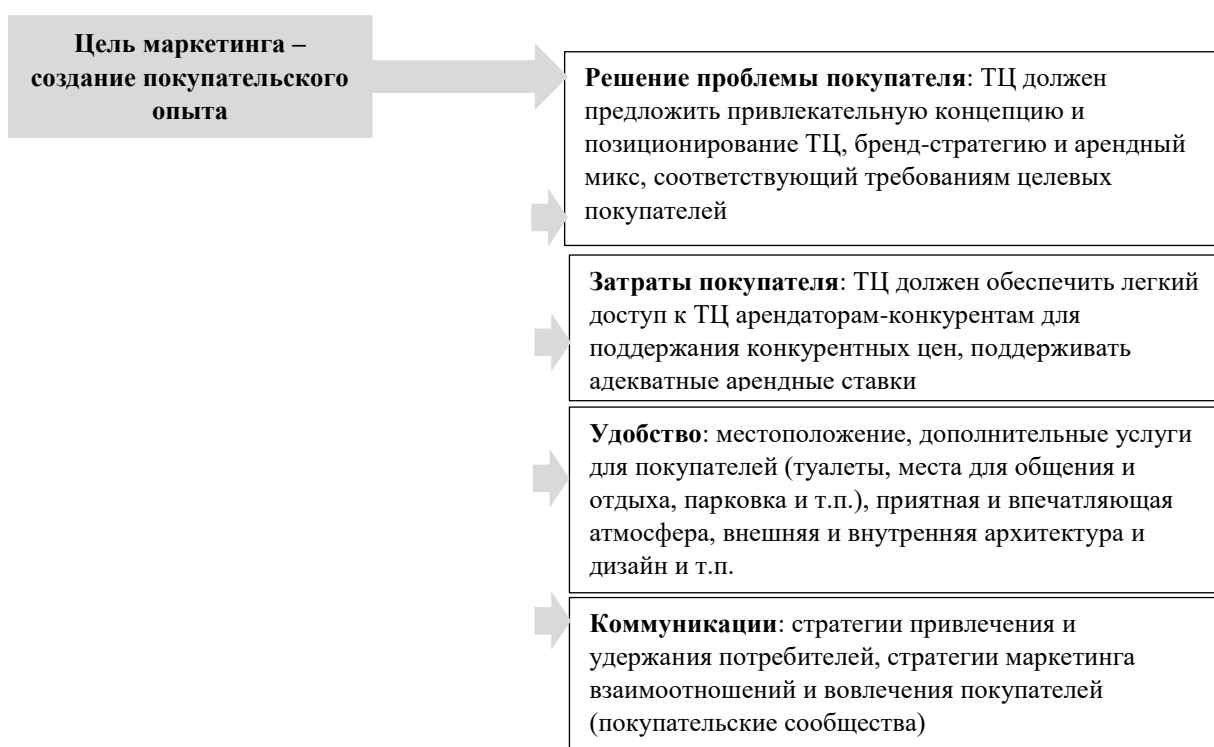 Цель маркетинга –
создание покупательского
опыта
Решение проблемы покупателя: ТЦ должен
предложить привлекательную концепцию и
позиционирование ТЦ, бренд-стратегию и арендный
микс, соответствующий требованиям целевых
покупателей
Затраты покупателя: ТЦ должен обеспечить легкий
доступ к ТЦ арендаторам-конкурентам для
поддержания конкурентных цен, поддерживать
адекватные арендные ставки
Удобство: местоположение, дополнительные услуги
для покупателей (туалеты, места для общения и
отдыха, парковка и т.п.), приятная и впечатляющая
атмосфера, внешняя и внутренняя архитектура и
дизайн и т.п.
Коммуникации: стратегии привлечения и
удержания потребителей, стратегии маркетинга
взаимоотношений и вовлечения покупателей
(покупательские сообщества)